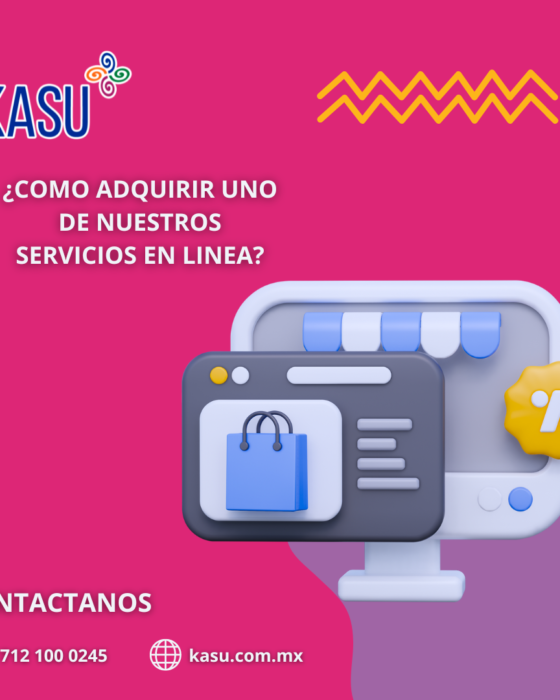 KASU
¿COMO ADQUIRIR UNO
DE NUESTROS
SERVICIOS EN LINEA?
NTACTANOS
712 100 0245
kasu.com.mx